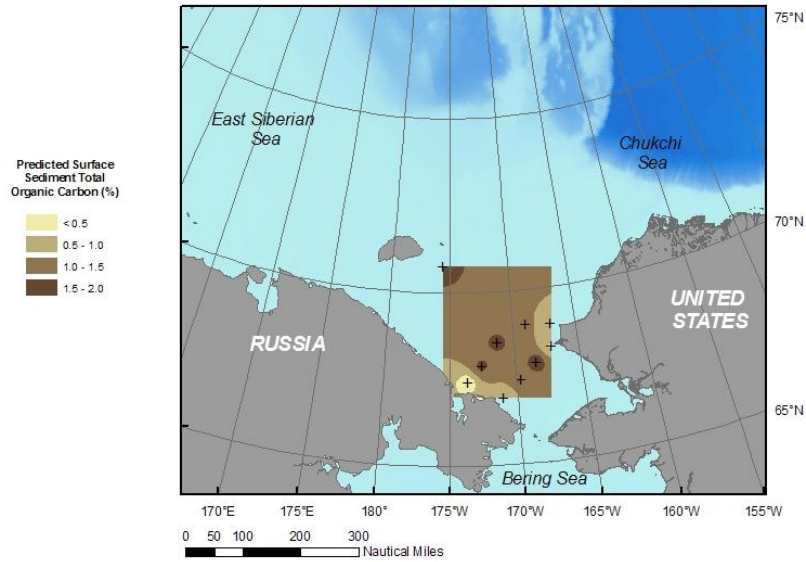 75°N
East Siberian
Sea
Chukchi
Sea
Predicted Surface
Sediment Total
Organic Carbon (%)
< 0.5
0.5 - 1.0
1.0 - 1.5
1.5 - 2.0
70°N
UNITED
STATES
RUSSIA
65°N
Bering Sea
170°E
175°E
180°
175°W
170°W
165°W
160°W
155°W
0 50 100 200 300
Nautical Miles